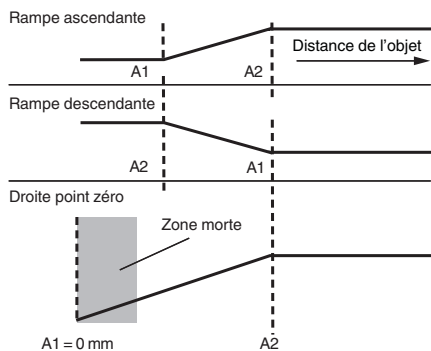 Rampe ascendante
Distance de l'objet
A1 A2
Rampe descendante
A2 A1
Droite point zéro
Zone morte
A1 = 0 mm A2